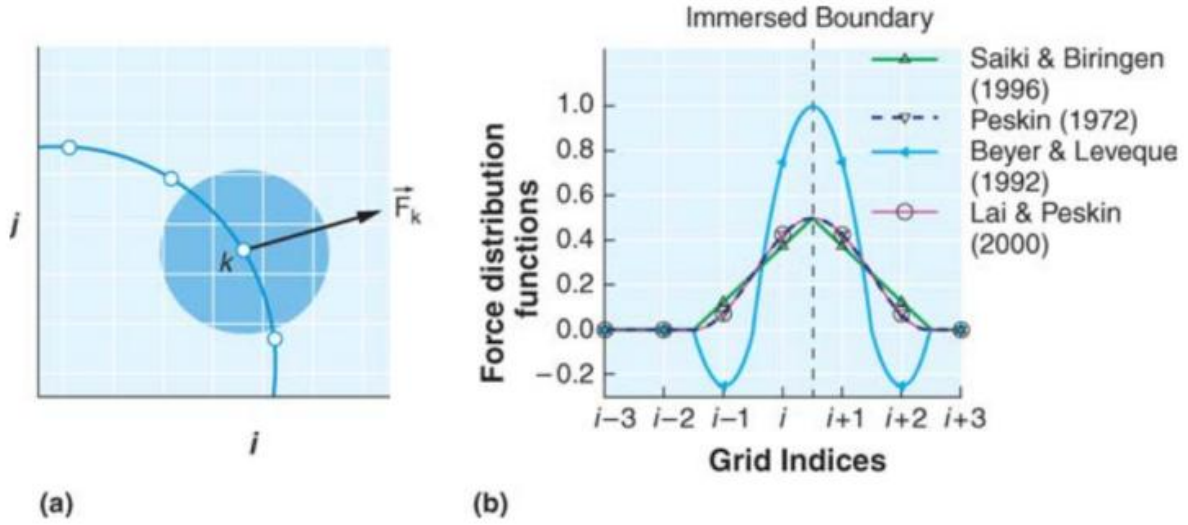 j
k
F⃗k
i
(a)
Immersed Boundary
Force distribution
functions
1.0
0.8
0.6
0.4
0.2
0.0
−0.2
i−3 i−2 i−1 i i+1 i+2 i+3
Grid Indices
Saiki & Biringen
(1996)
Peskin (1972)
Beyer & Leveque
(1992)
Lai & Peskin
(2000)
(b)